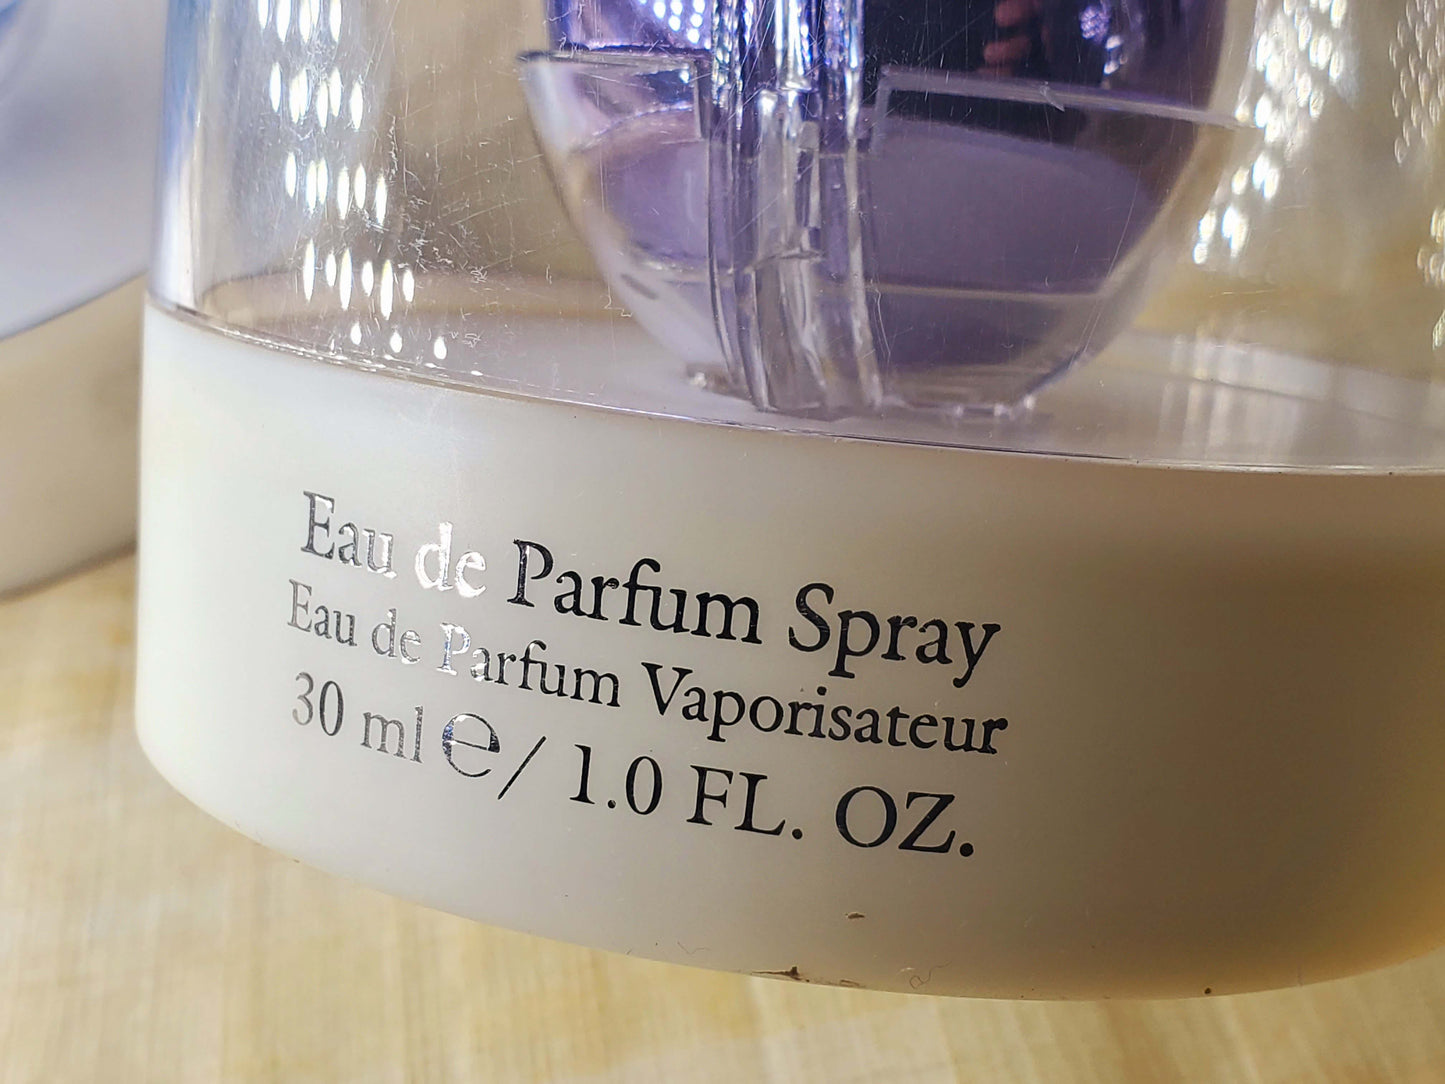 Eau de Parfum Spray
Eau de Parfum Vaporisateur
30 ml ℮ / 1.0 FL. OZ.